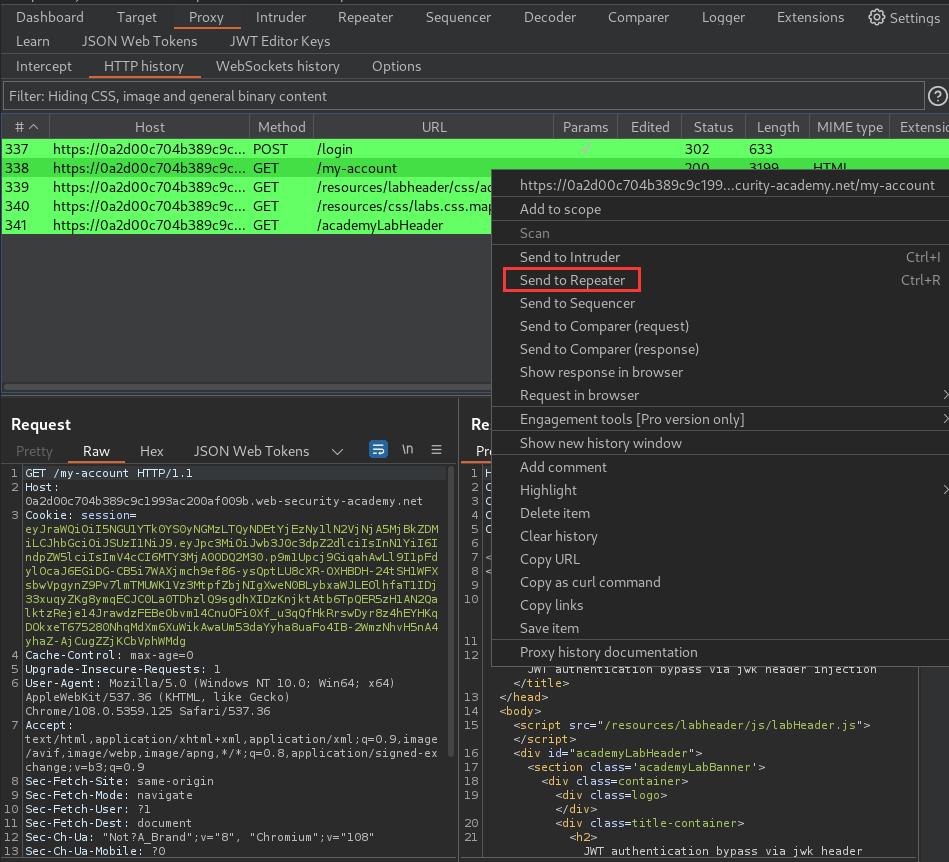 Dashboard Target Proxy Intruder Repeater Sequencer Decoder Comparer Logger Extensions Settings
Learn JSON Web Tokens JWT Editor Keys
Intercept HTTP history WebSockets history Options
Filter: Hiding CSS, image and general binary content ?
# Host Method URL Params Edited Status Length MIME type Extensio
337 https://0a2d00c704b389c9c... POST /login ✓ 302 633
338 https://0a2d00c704b389c9c... GET /my-account 200 3199 HTML
339 https://0a2d00c704b389c9c... GET /resources/labheader/css/ac
340 https://0a2d00c704b389c9c... GET /resources/css/labs.css.map
341 https://0a2d00c704b389c9c... GET /academyLabHeader
https://0a2d00c704b389c9c199...curity-academy.net/my-account
Add to scope
Scan
Send to Intruder Ctrl+I
Send to Repeater Ctrl+R
Send to Sequencer
Send to Comparer (request)
Send to Comparer (response)
Show response in browser
Request in browser
Engagement tools [Pro version only]
Show new history window
Add comment
Highlight
Delete item
Clear history
Copy URL
Copy as curl command
Copy links
Save item
Proxy history documentation
Request
Pretty Raw Hex JSON Web Tokens \n
1 GET /my-account HTTP/1.1
2 Host:
0a2d00c704b389c9c1993ac200af009b.web-security-academy.net
3 Cookie: session=
4 Cache-Control: max-age=0
5 Upgrade-Insecure-Requests: 1
6 User-Agent: Mozilla/5.0 (Windows NT 10.0; Win64; x64)
AppleWebKit/537.36 (KHTML, like Gecko)
Chrome/108.0.5359.125 Safari/537.36
7 Accept:
text/html,application/xhtml+xml,application/xml;q=0.9,image
/avif,image/webp,image/apng,*/*;q=0.8,application/signed-ex
change;v=b3;q=0.9
8 Sec-Fetch-Site: same-origin
9 Sec-Fetch-Mode: navigate
10 Sec-Fetch-User: ?1
11 Sec-Fetch-Dest: document
12 Sec-Ch-Ua: "Not?A_Brand";v="8", "Chromium";v="108"
13 Sec-Ch-Ua-Mobile: ?0
Re
Pr
1 H
2 C
3 C
4 S
5 C
6
7 <
8 <
9
10
11
12
JWT authentication bypass via jwk header injection
</title>
13 </head>
14 <body>
15 <script src="/resources/labheader/js/labHeader.js">
</script>
16 <div id="academyLabHeader">
17 <section class='academyLabBanner'>
18 <div class=container>
19 <div class=logo>
</div>
20 <div class=title-container>
21 <h2>
JWT authentication bypass via jwk header